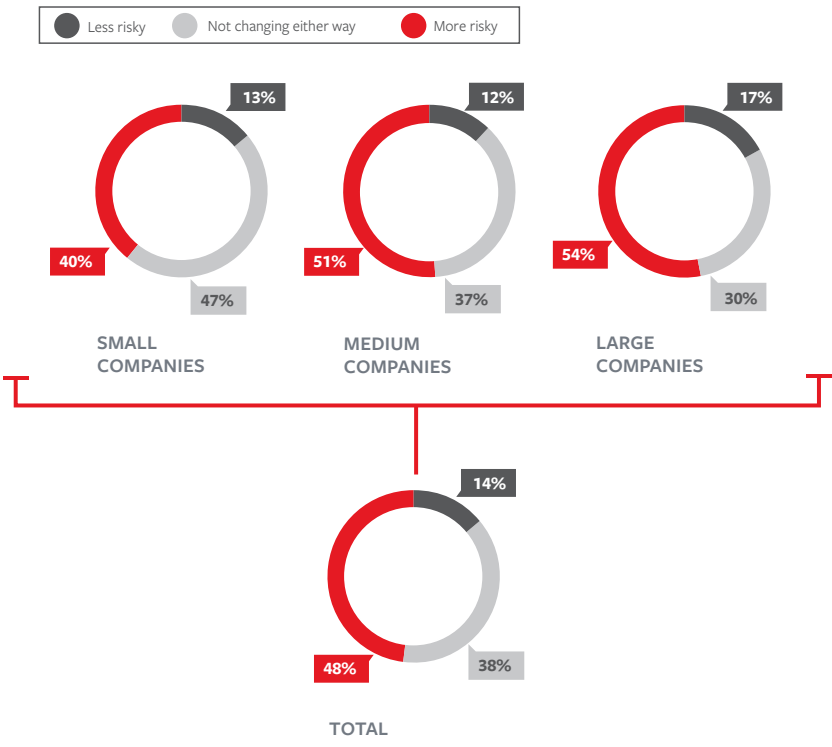 Less risky
Not changing either way
More risky
13%
40%
47%
SMALL
COMPANIES
12%
51%
37%
MEDIUM
COMPANIES
17%
54%
30%
LARGE
COMPANIES
14%
48%
38%
TOTAL